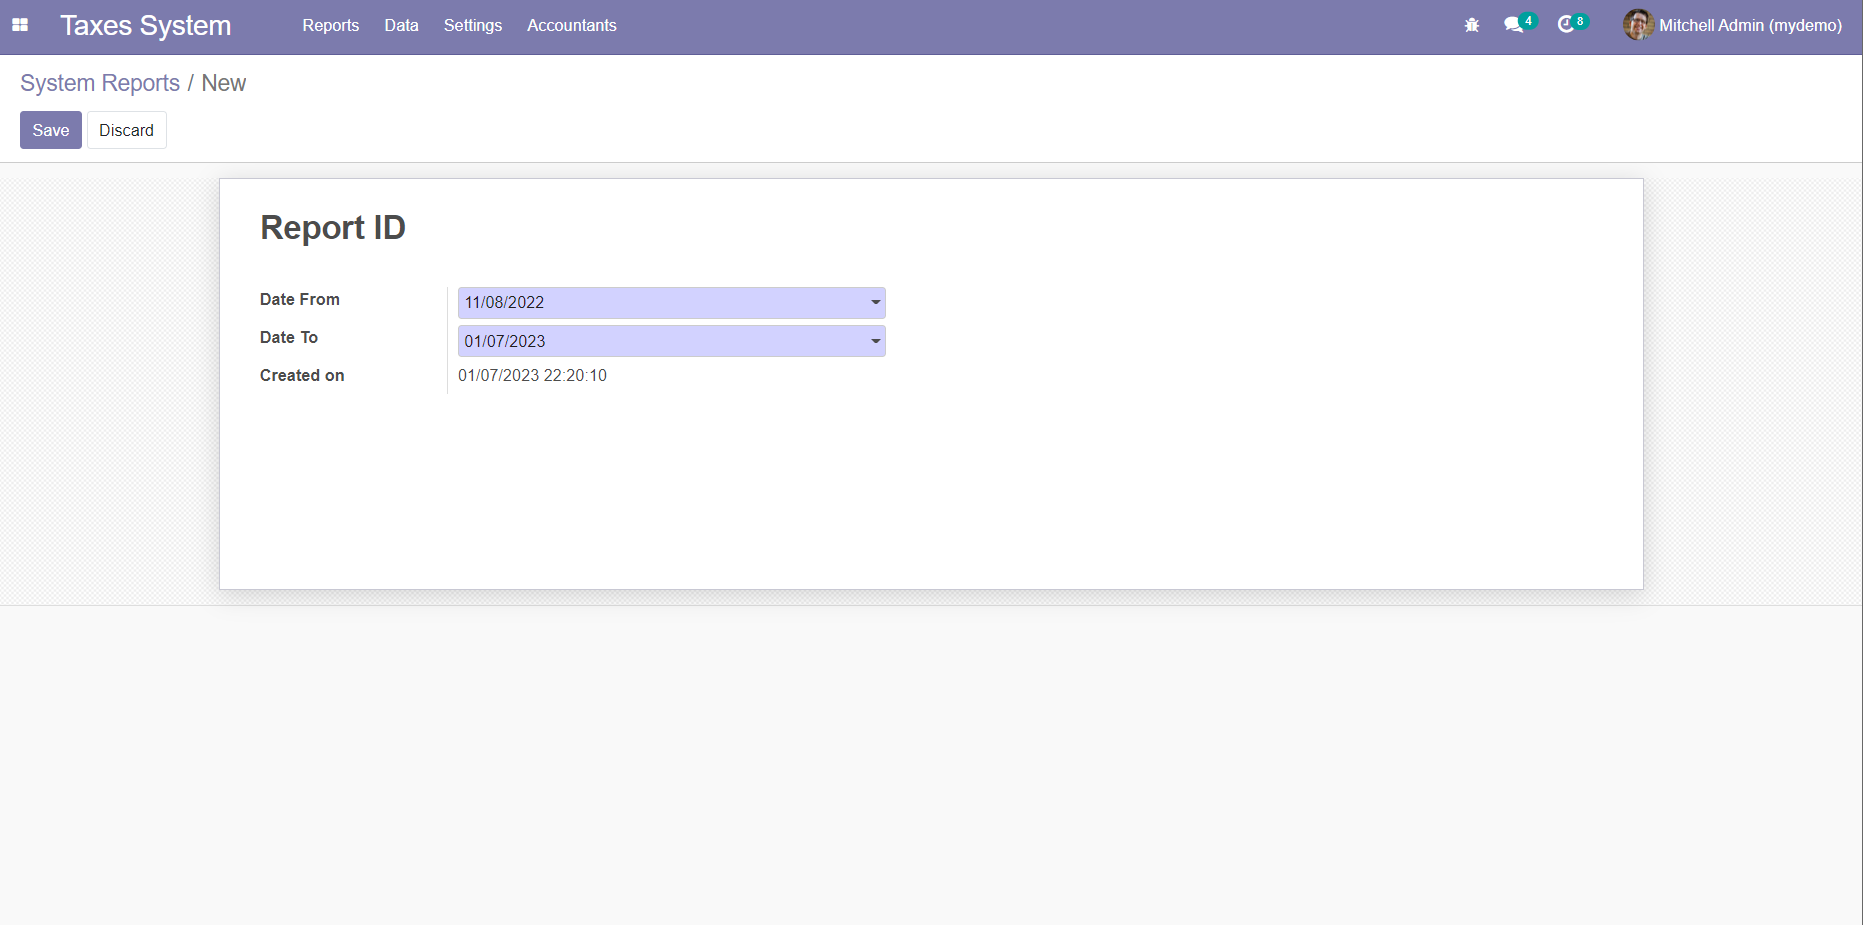 Taxes System Reports Data Settings Accountants 4 8 Mitchell Admin (mydemo)
System Reports / New
Save Discard
Report ID
Date From 11/08/2022
Date To 01/07/2023
Created on 01/07/2023 22:20:10